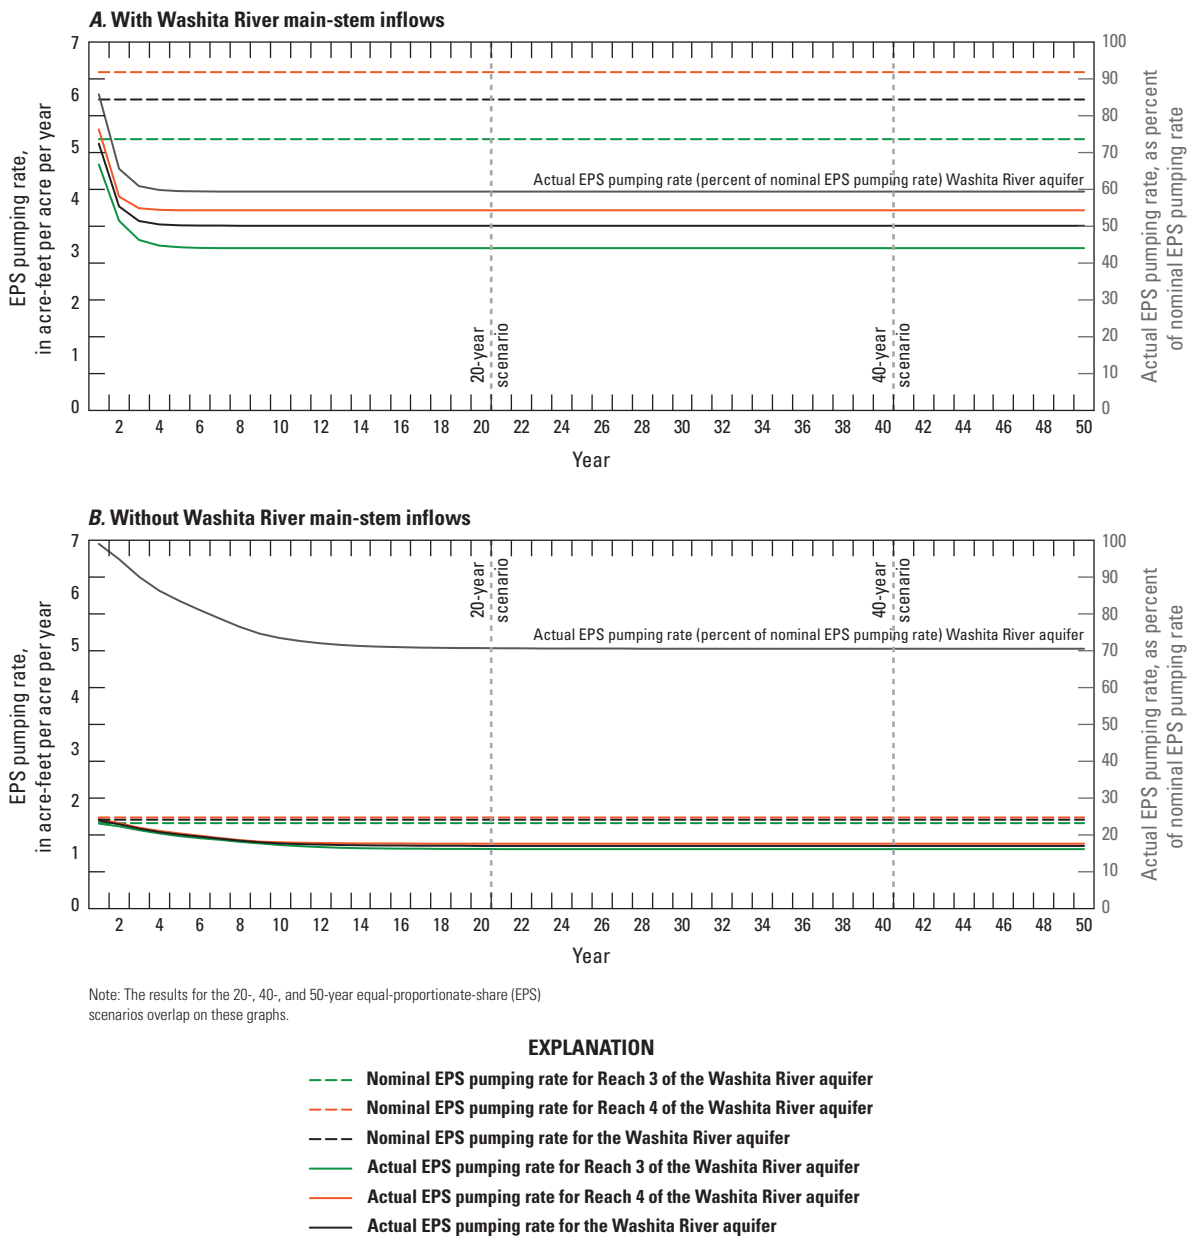 A. With Washita River main-stem inflows
EPS pumping rate,
in acre-feet per acre per year
7
6
5
4
3
2
1
0
100
90
80
70
60
50
40
30
20
10
0
Actual EPS pumping rate, as percent
of nominal EPS pumping rate
Actual EPS pumping rate (percent of nominal EPS pumping rate) Washita River aquifer
20-year
scenario
40-year
scenario
2 4 6 8 10 12 14 16 18 20 22 24 26 28 30 32 34 36 38 40 42 44 46 48 50
Year
B. Without Washita River main-stem inflows
EPS pumping rate,
in acre-feet per acre per year
7
6
5
4
3
2
1
0
100
90
80
70
60
50
40
30
20
10
0
Actual EPS pumping rate, as percent
of nominal EPS pumping rate
20-year
scenario
40-year
scenario
Actual EPS pumping rate (percent of nominal EPS pumping rate) Washita River aquifer
2 4 6 8 10 12 14 16 18 20 22 24 26 28 30 32 34 36 38 40 42 44 46 48 50
Year
Note: The results for the 20-, 40-, and 50-year equal-proportionate-share (EPS)
scenarios overlap on these graphs.
EXPLANATION
Nominal EPS pumping rate for Reach 3 of the Washita River aquifer
Nominal EPS pumping rate for Reach 4 of the Washita River aquifer
Nominal EPS pumping rate for the Washita River aquifer
Actual EPS pumping rate for Reach 3 of the Washita River aquifer
Actual EPS pumping rate for Reach 4 of the Washita River aquifer
Actual EPS pumping rate for the Washita River aquifer